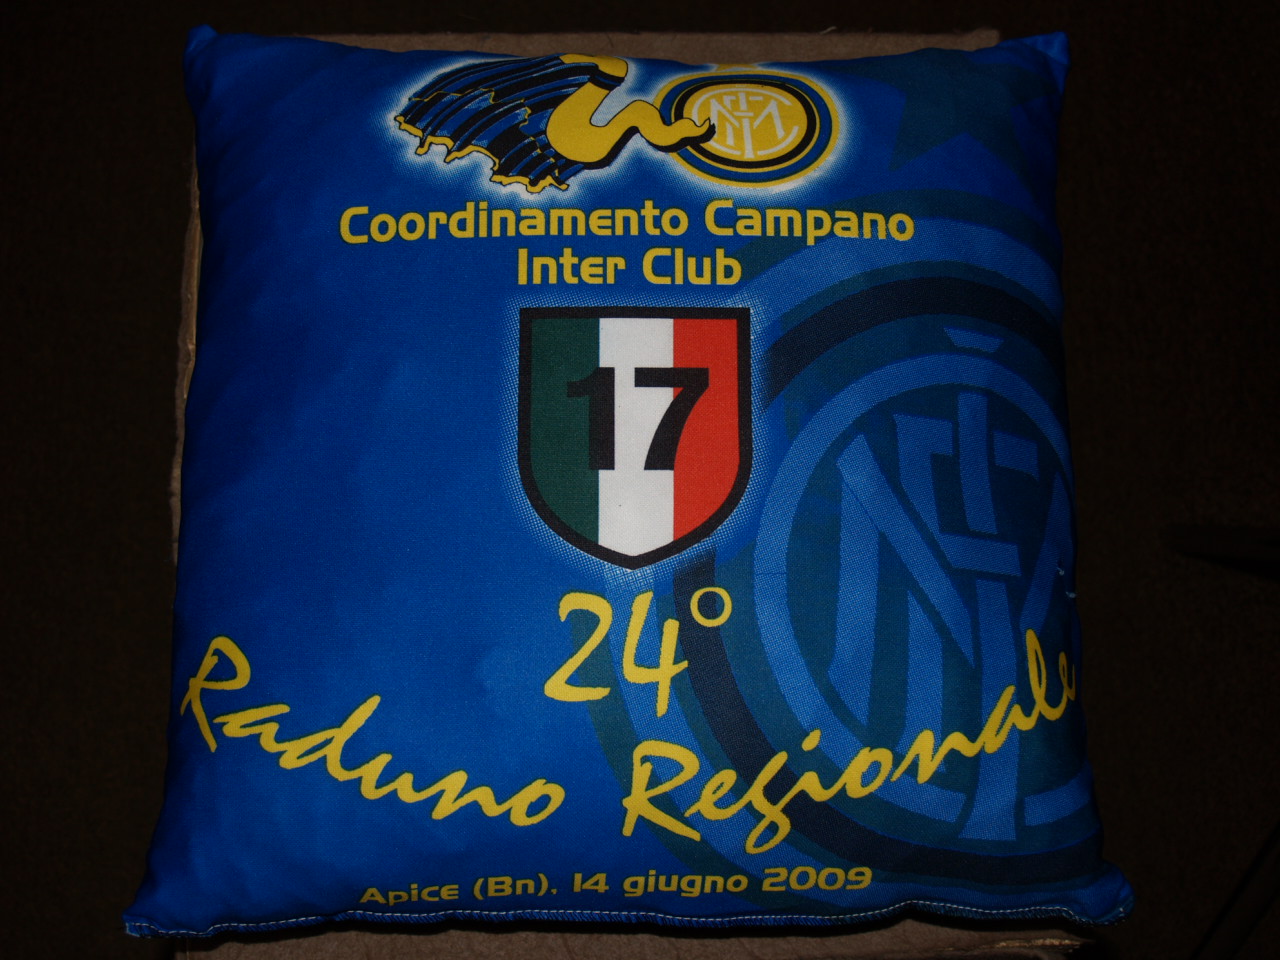 Coordinamento Campano
Inter Club
17
24°
Raduno Regionale
Apice (Bn), 14 giugno 2009